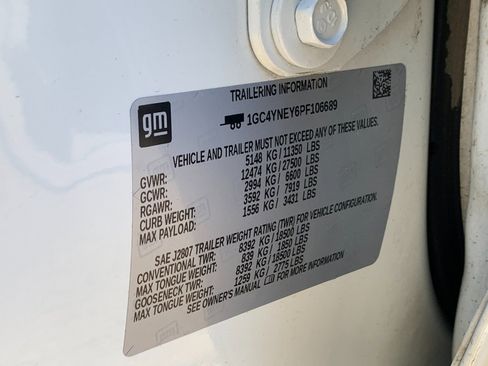 TRAILERING INFORMATION
gm
1GC4YNEY6PF106689
VEHICLE AND TRAILER MUST NOT EXCEED ANY OF THESE VALUES.
GVWR: 5148 KG / 11350 LBS
GCWR: 12474 KG / 27500 LBS
RGAWR: 2994 KG / 6600 LBS
CURB WEIGHT: 3592 KG / 7919 LBS
MAX PAYLOAD: 1556 KG / 3431 LBS
SAE J2807 TRAILER WEIGHT RATING (TWR) FOR VEHICLE CONFIGURATION.
CONVENTIONAL TWR: 8392 KG / 18500 LBS
MAX TONGUE WEIGHT: 839 KG / 1850 LBS
GOOSENECK TWR: 8392 KG / 18500 LBS
MAX TONGUE WEIGHT: 1259 KG / 2775 LBS
SEE OWNER'S MANUAL FOR MORE INFORMATION